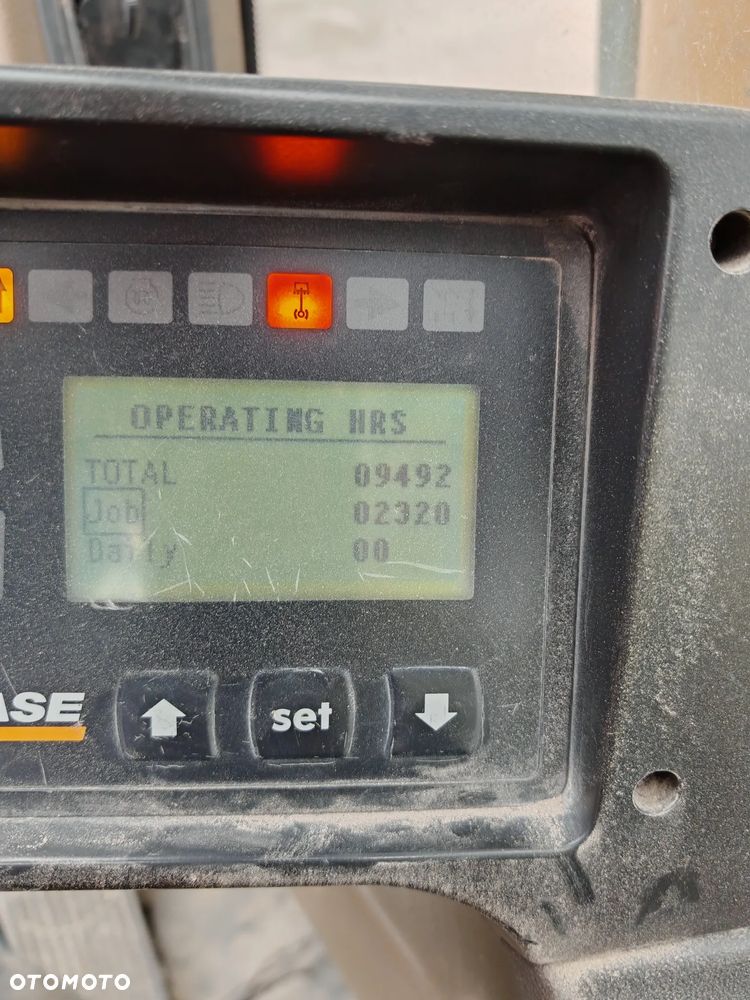 OPERATING HRS
TOTAL 09492
Job 02320
Daily 00
ASE
set
OTOMOTO